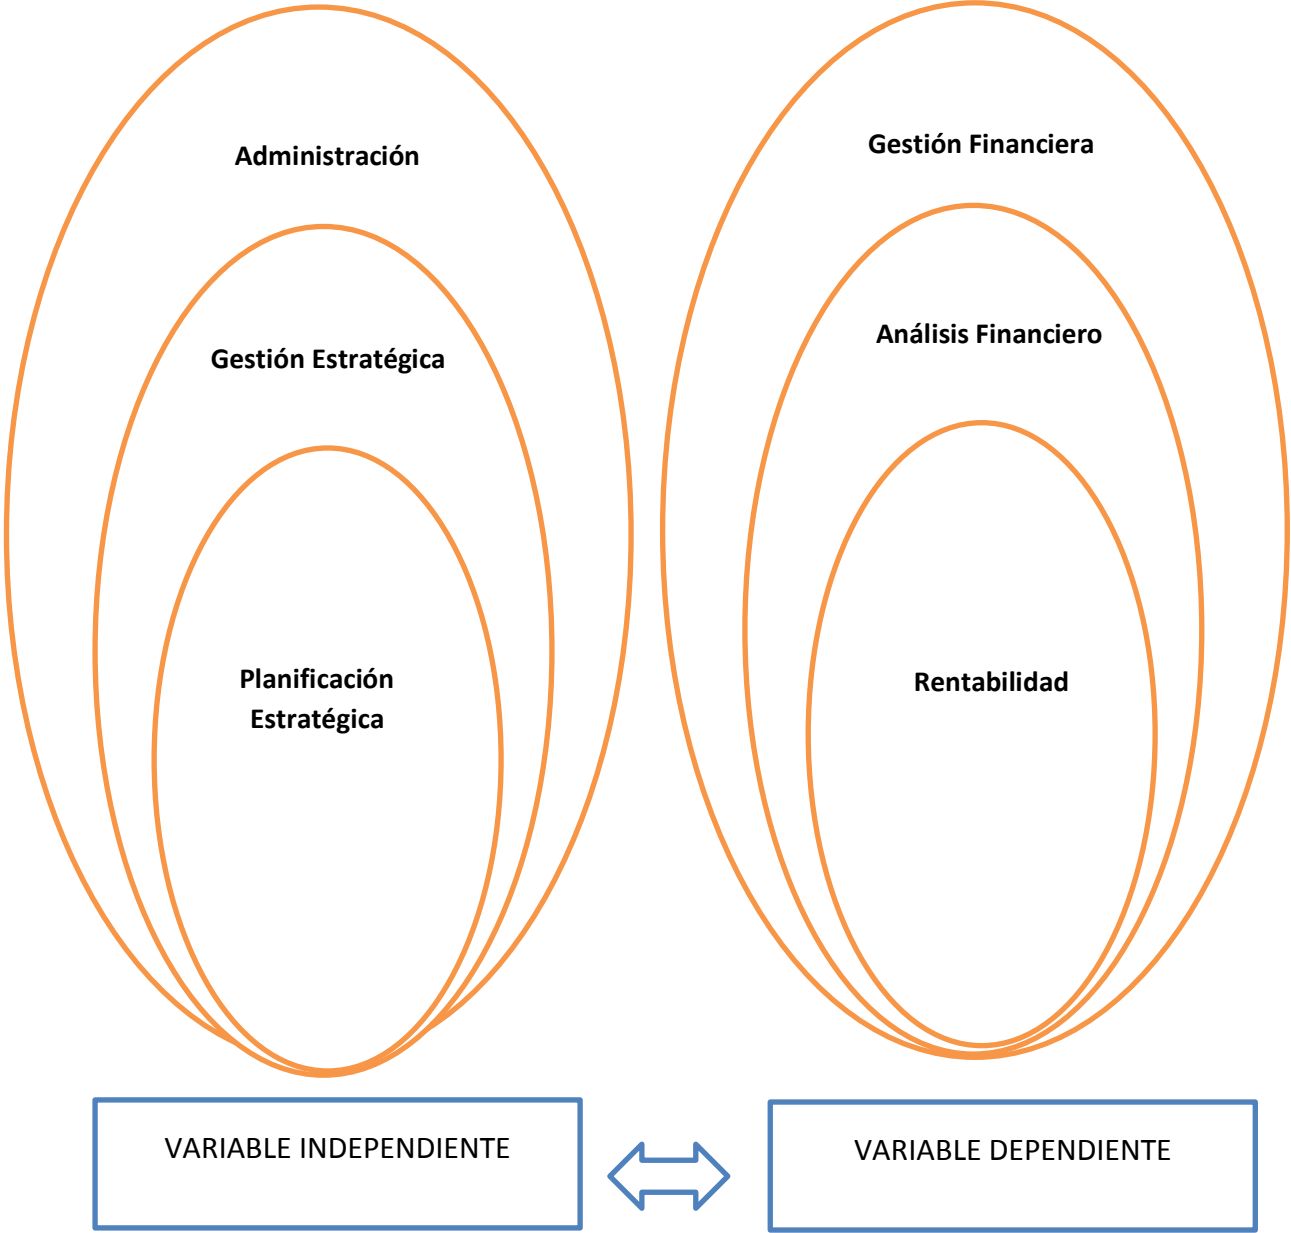 Administración
Gestión Estratégica
Planificación
Estratégica
Gestión Financiera
Análisis Financiero
Rentabilidad
VARIABLE INDEPENDIENTE
VARIABLE DEPENDIENTE